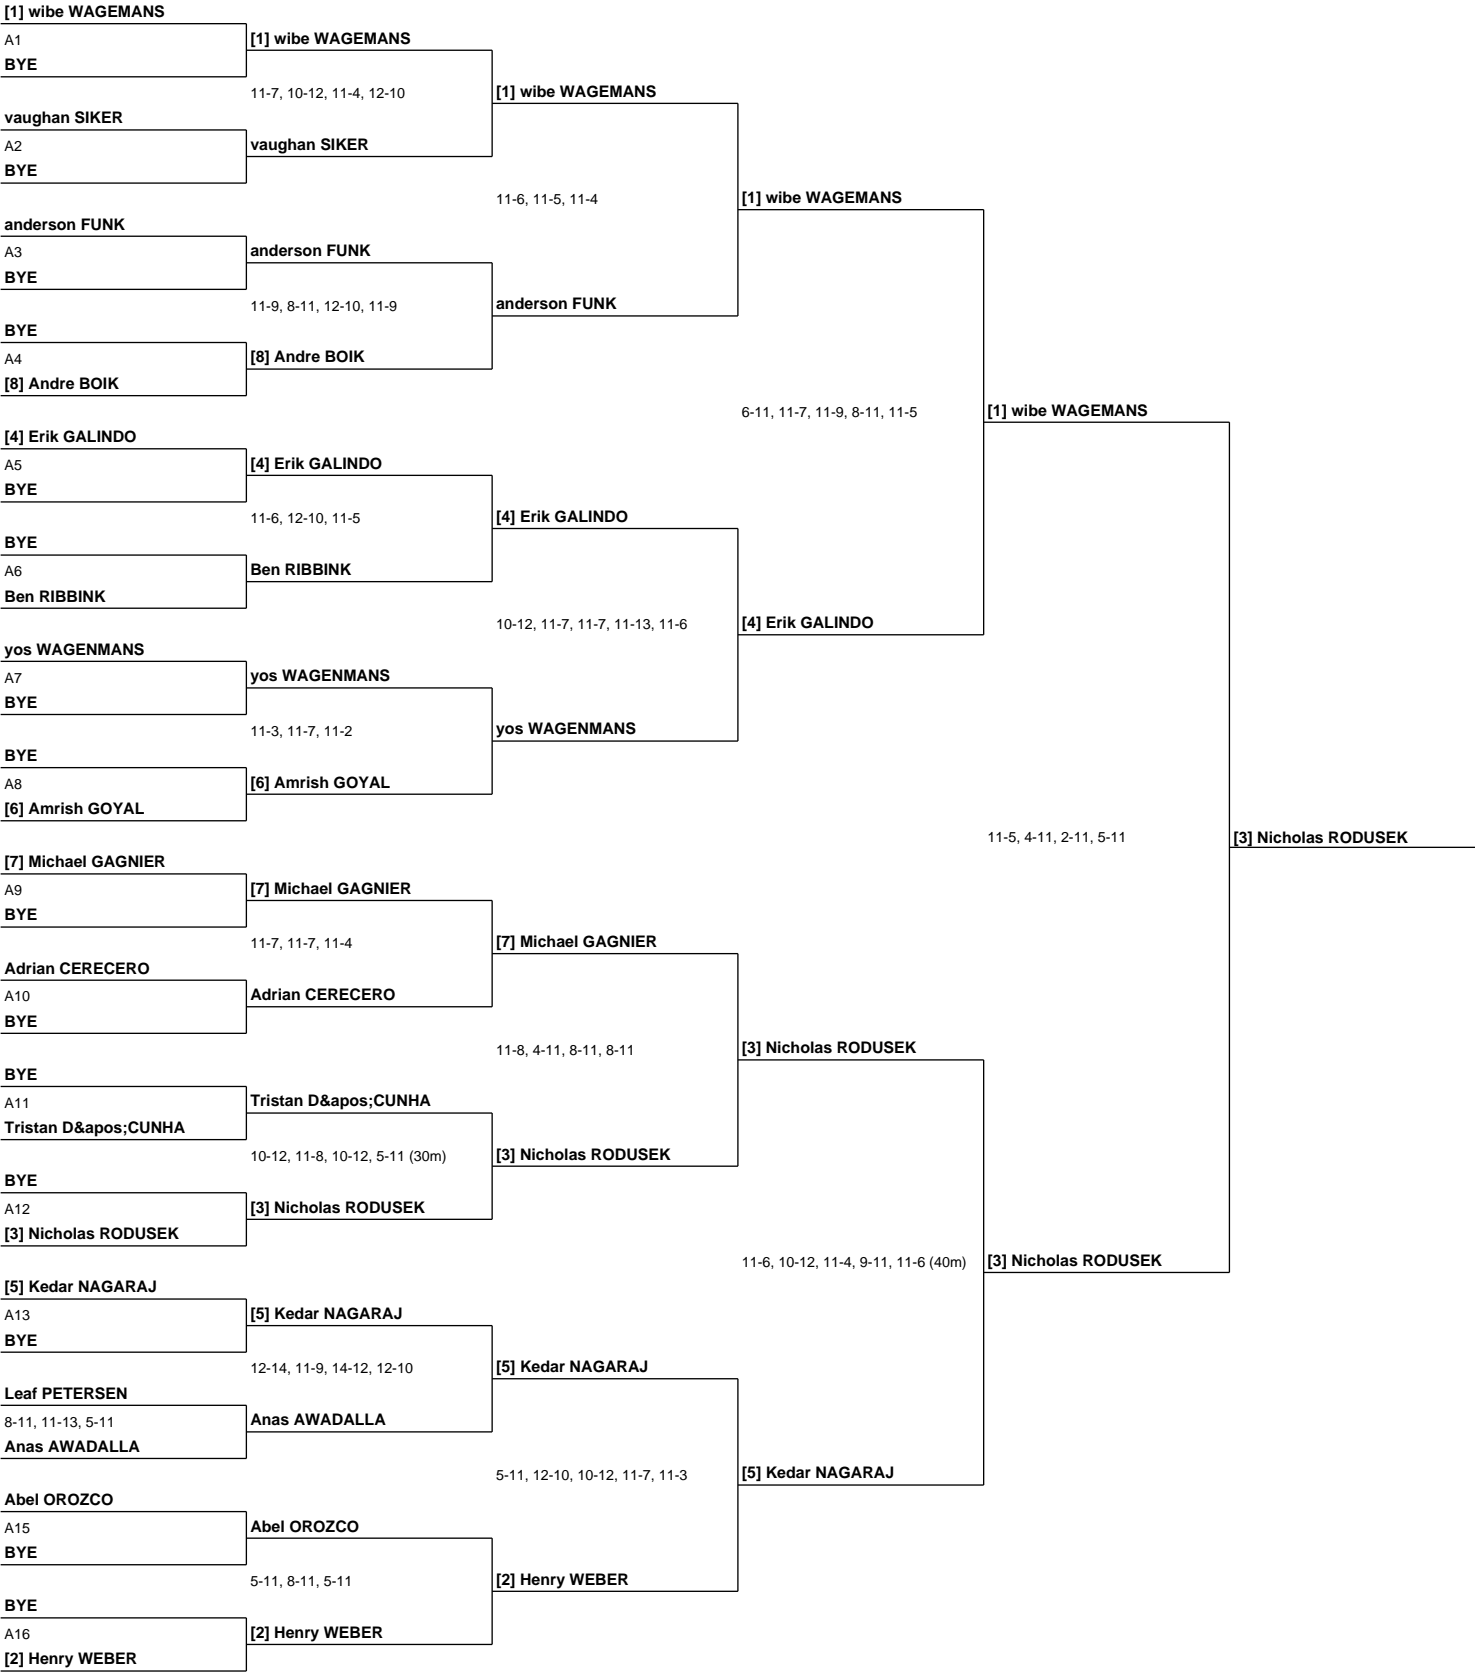 [1] wibe WAGEMANS
A1
BYE
vaughan SIKER
A2
BYE
anderson FUNK
A3
BYE
BYE
A4
[8] Andre BOIK
[4] Erik GALINDO
A5
BYE
BYE
A6
Ben RIBBINK
yos WAGENMANS
A7
BYE
BYE
A8
[6] Amrish GOYAL
[7] Michael GAGNIER
A9
BYE
Adrian CERECERO
A10
BYE
BYE
A11
Tristan D&apos;CUNHA
BYE
A12
[3] Nicholas RODUSEK
[5] Kedar NAGARAJ
A13
BYE
Leaf PETERSEN
8-11, 11-13, 5-11
Anas AWADALLA
Abel OROZCO
A15
BYE
BYE
A16
[2] Henry WEBER
[1] wibe WAGEMANS
11-7, 10-12, 11-4, 12-10
vaughan SIKER
anderson FUNK
11-9, 8-11, 12-10, 11-9
[8] Andre BOIK
[4] Erik GALINDO
11-6, 12-10, 11-5
Ben RIBBINK
yos WAGENMANS
11-3, 11-7, 11-2
[6] Amrish GOYAL
[7] Michael GAGNIER
11-7, 11-7, 11-4
Adrian CERECERO
Tristan D&apos;CUNHA
10-12, 11-8, 10-12, 5-11 (30m)
[3] Nicholas RODUSEK
[5] Kedar NAGARAJ
12-14, 11-9, 14-12, 12-10
Anas AWADALLA
Abel OROZCO
5-11, 8-11, 5-11
[2] Henry WEBER
[1] wibe WAGEMANS
11-6, 11-5, 11-4
anderson FUNK
[4] Erik GALINDO
10-12, 11-7, 11-7, 11-13, 11-6
yos WAGENMANS
[7] Michael GAGNIER
11-8, 4-11, 8-11, 8-11
[3] Nicholas RODUSEK
[5] Kedar NAGARAJ
5-11, 12-10, 10-12, 11-7, 11-3
[2] Henry WEBER
[1] wibe WAGEMANS
6-11, 11-7, 11-9, 8-11, 11-5
[4] Erik GALINDO
[3] Nicholas RODUSEK
11-6, 10-12, 11-4, 9-11, 11-6 (40m)
[5] Kedar NAGARAJ
[1] wibe WAGEMANS
11-5, 4-11, 2-11, 5-11
[3] Nicholas RODUSEK
[3] Nicholas RODUSEK